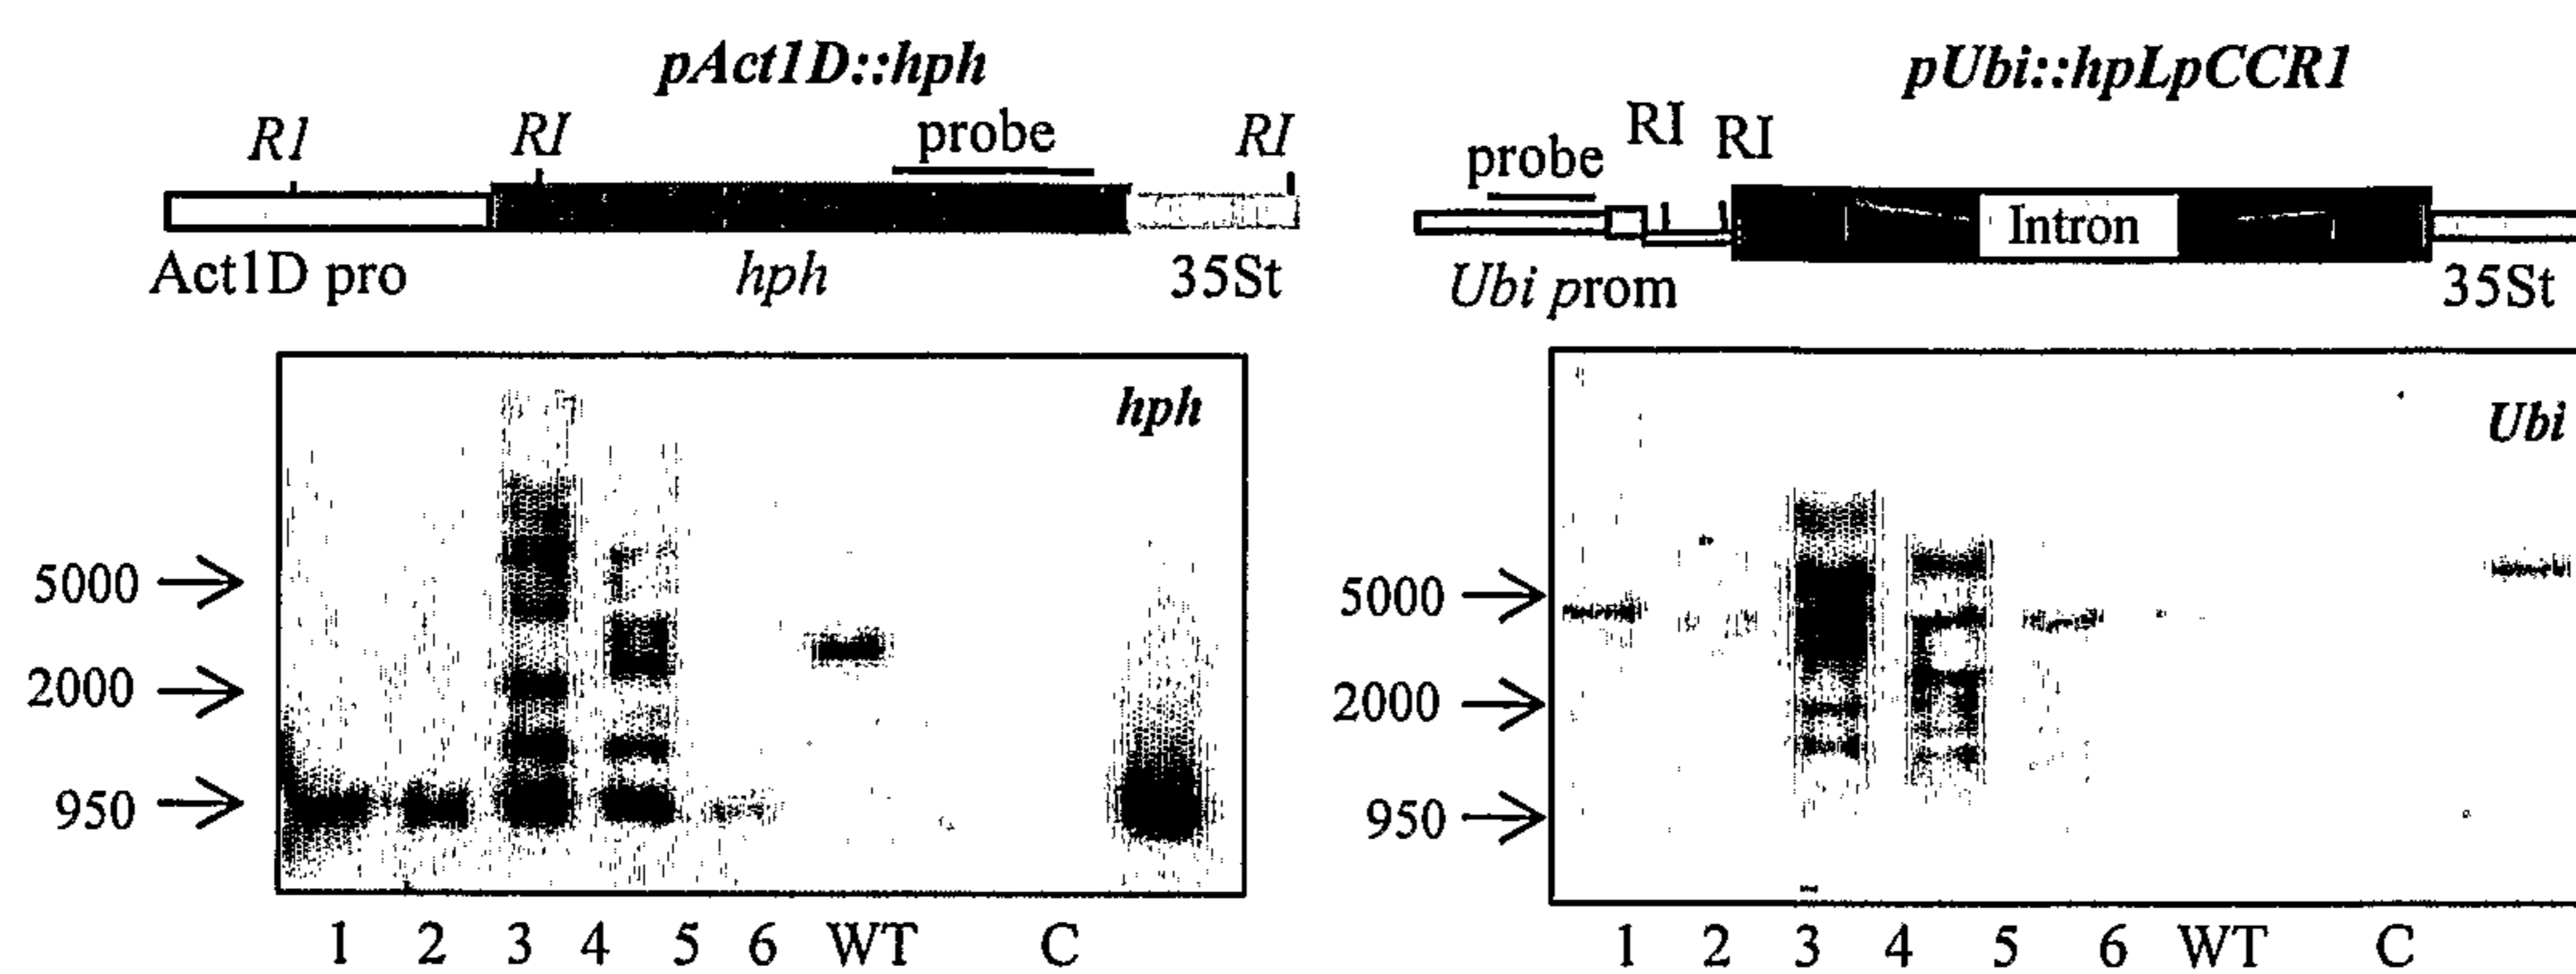 pAct1D::hph
R1 RI probe RI
Act1D pro hph 35St
hph
5000
2000
950
1 2 3 4 5 6 WT C
pUbi::hpLpCCR1
probe RI RI
Intron
Ubi prom 35St
Ubi
5000
2000
950
1 2 3 4 5 6 WT C